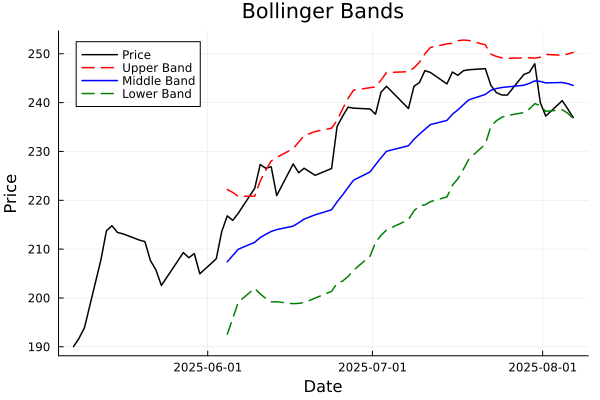 Bollinger Bands
Price
Upper Band
Middle Band
Lower Band
250
240
230
220
210
200
190
Price
2025-06-01
2025-07-01
2025-08-01
Date